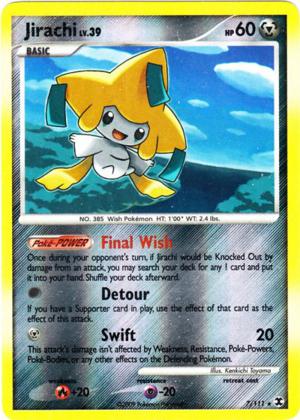 Jirachi LV.39 HP 60
BASIC
NO. 385 Wish Pokémon HT: 1'00" WT: 2.4 lbs.
Poké-POWER Final Wish
Once during your opponent's turn, if Jirachi would be Knocked Out by
damage from an attack, you may search your deck for any 1 card and put
it into your hand. Shuffle your deck afterward.
Detour
If you have a Supporter card in play, use the effect of that card as the
effect of this attack.
Swift 20
This attack's damage isn't affected by Weakness, Resistance, Poké-Powers,
Poké-Bodies, or any other effects on the Defending Pokémon.
Illus. Kenkichi Toyama
weakness resistance retreat cost
+20 -20
©2009 Pokémon 7/111